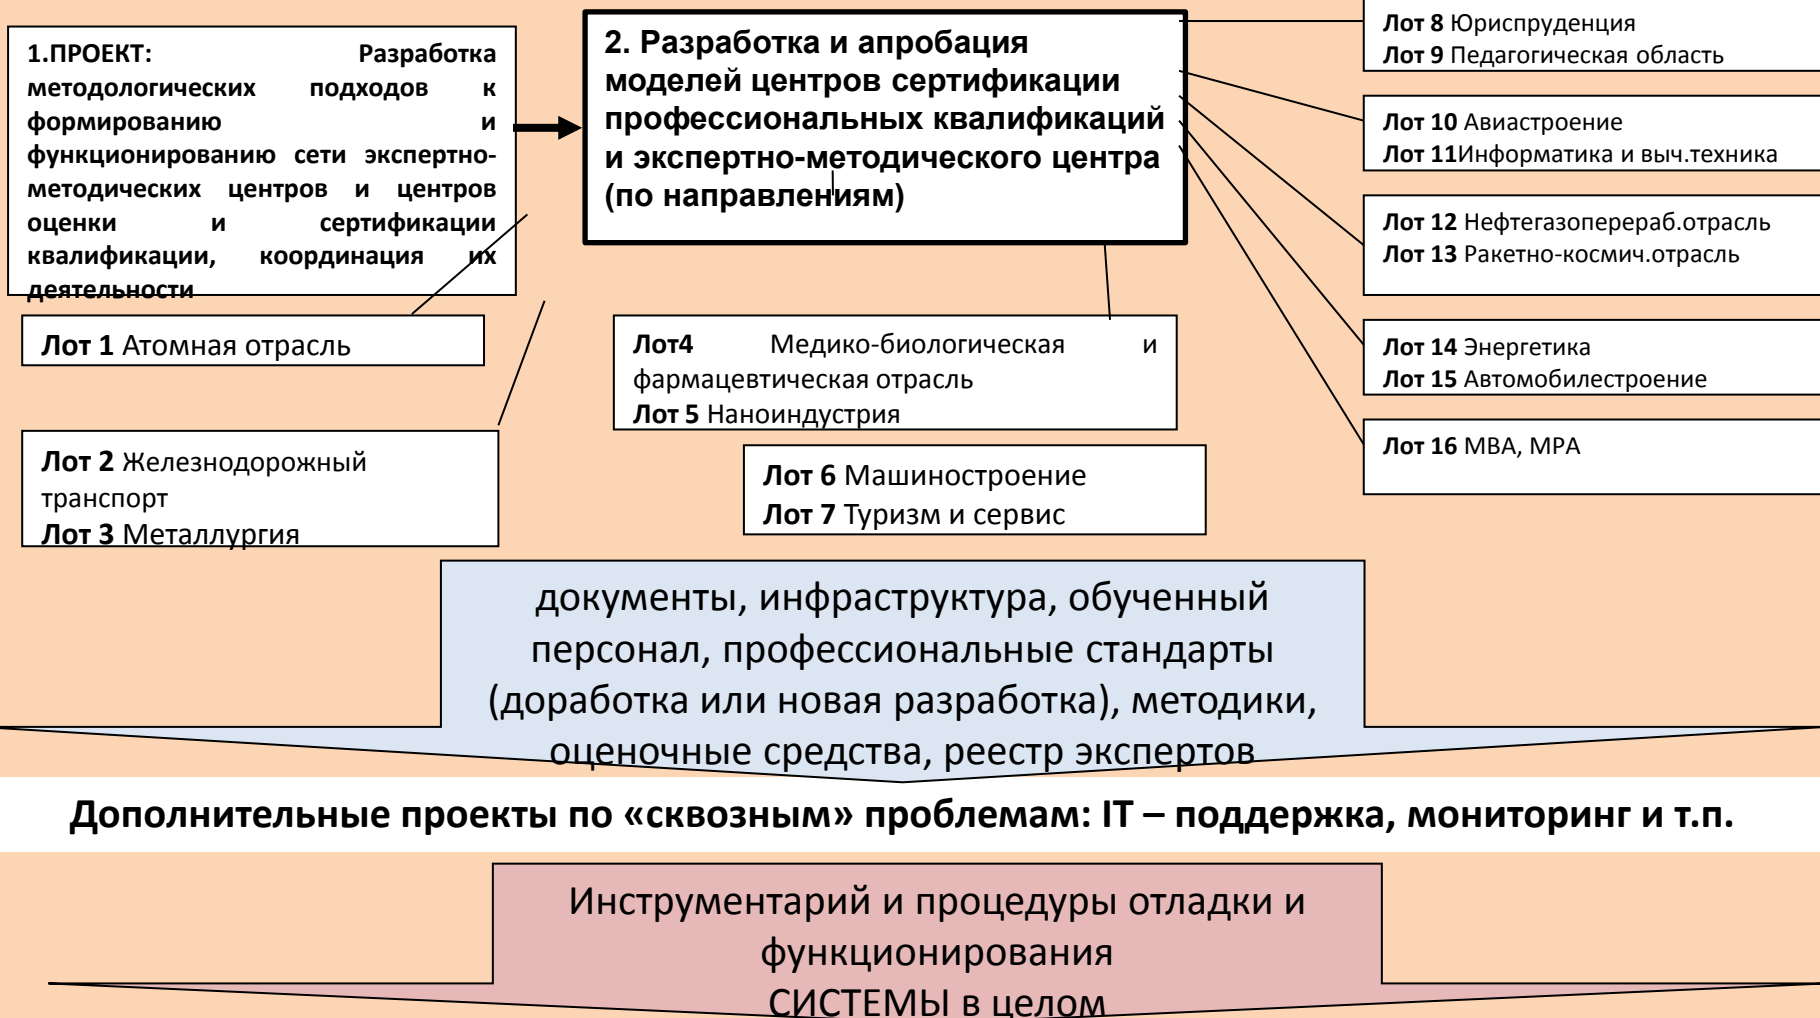 1.ПРОЕКТ: Разработка
методологических подходов к
формированию и
функционированию сети экспертно-
методических центров и центров
оценки и сертификации
квалификации, координация их
деятельности
2. Разработка и апробация
моделей центров сертификации
профессиональных квалификаций
и экспертно-методического центра
(по направлениям)
Лот 1 Атомная отрасль
Лот 2 Железнодорожный
транспорт
Лот 3 Металлургия
Лот4 Медико-биологическая и
фармацевтическая отрасль
Лот 5 Наноиндустрия
Лот 6 Машиностроение
Лот 7 Туризм и сервис
Лот 8 Юриспруденция
Лот 9 Педагогическая область
Лот 10 Авиастроение
Лот 11Информатика и выч.техника
Лот 12 Нефтегазоперераб.отрасль
Лот 13 Ракетно-космич.отрасль
Лот 14 Энергетика
Лот 15 Автомобилестроение
Лот 16 МВА, МРА
документы, инфраструктура, обученный
персонал, профессиональные стандарты
(доработка или новая разработка), методики,
оценочные средства, реестр экспертов
Дополнительные проекты по «сквозным» проблемам: IT – поддержка, мониторинг и т.п.
Инструментарий и процедуры отладки и
функционирования
СИСТЕМЫ в целом